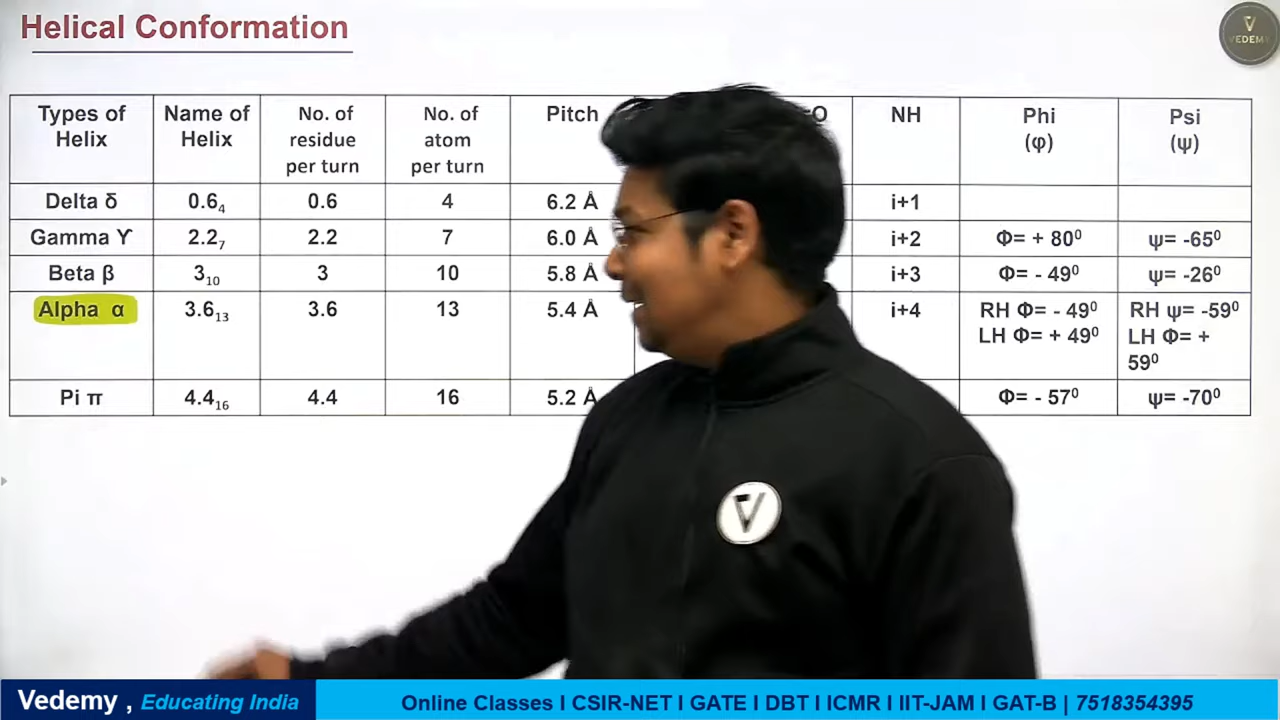 Helical Conformation
VEDEMY
Types of Helix Name of Helix No. of residue per turn No. of atom per turn Pitch NH Phi (φ) Psi (ψ)
Delta δ 0.6₄ 0.6 4 6.2 Å i+1
Gamma ϒ 2.2₇ 2.2 7 6.0 Å i+2 Φ= + 80⁰ ψ= -65⁰
Beta β 3₁₀ 3 10 5.8 Å i+3 Φ= - 49⁰ ψ= -26⁰
Alpha α 3.6₁₃ 3.6 13 5.4 Å i+4 RH Φ= - 49⁰ RH ψ= -59⁰
LH Φ= + 49⁰ LH Φ= +
59⁰
Pi π 4.4₁₆ 4.4 16 5.2 Å Φ= - 57⁰ ψ= -70⁰
Vedemy , Educating India Online Classes I CSIR-NET I GATE I DBT I ICMR I IIT-JAM I GAT-B | 7518354395